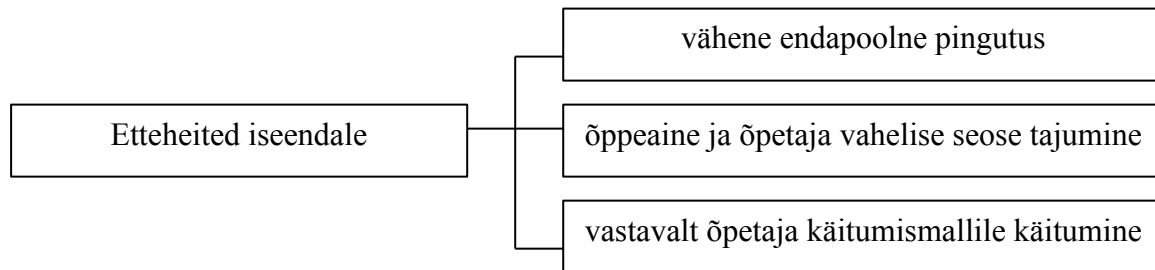 vähene endapoolne pingutus
Etteheited iseendale
õppeaine ja õpetaja vahelise seose tajumine
vastavalt õpetaja käitumismallile käitumine